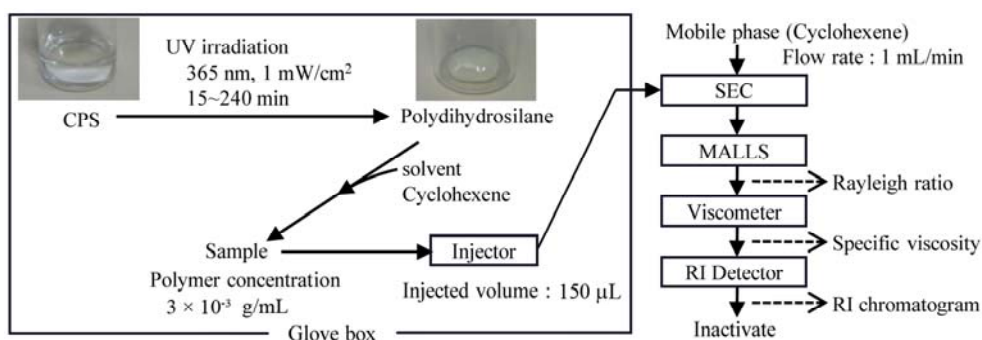 UV irradiation
365 nm, 1 mW/cm²
15~240 min
CPS
Polydihydrosilane
solvent
Cyclohexene
Sample
Polymer concentration
3 × 10⁻³ g/mL
Injector
Injected volume : 150 μL
Glove box
Mobile phase (Cyclohexene)
Flow rate : 1 mL/min
SEC
MALLS
Rayleigh ratio
Viscometer
Specific viscosity
RI Detector
RI chromatogram
Inactivate